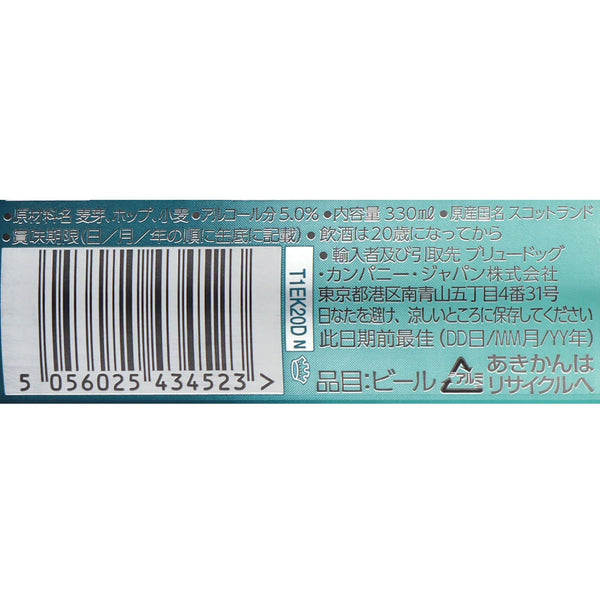 •原材料名 麦芽、ホップ、小麦 •アルコール分5.0% •内容量 330ml •原産国名 スコットランド
•賞味期限(日/月/年の順に缶底に記載) •飲酒は20歳になってから
•輸入者及び引取先 ブリュードッグ
・カンパニー・ジャパン株式会社
東京都港区南青山五丁目4番31号
日なたを避け、涼しいところに保存してください
此日期前最佳 (DD日/MM月/YY年)
品目:ビール
アルミ
あきかんは
リサイクルへ
T1EK20D N
5 056025 434523 >